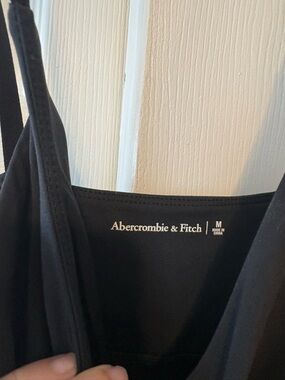 Abercrombie & Fitch | M
MADE IN
CHINA